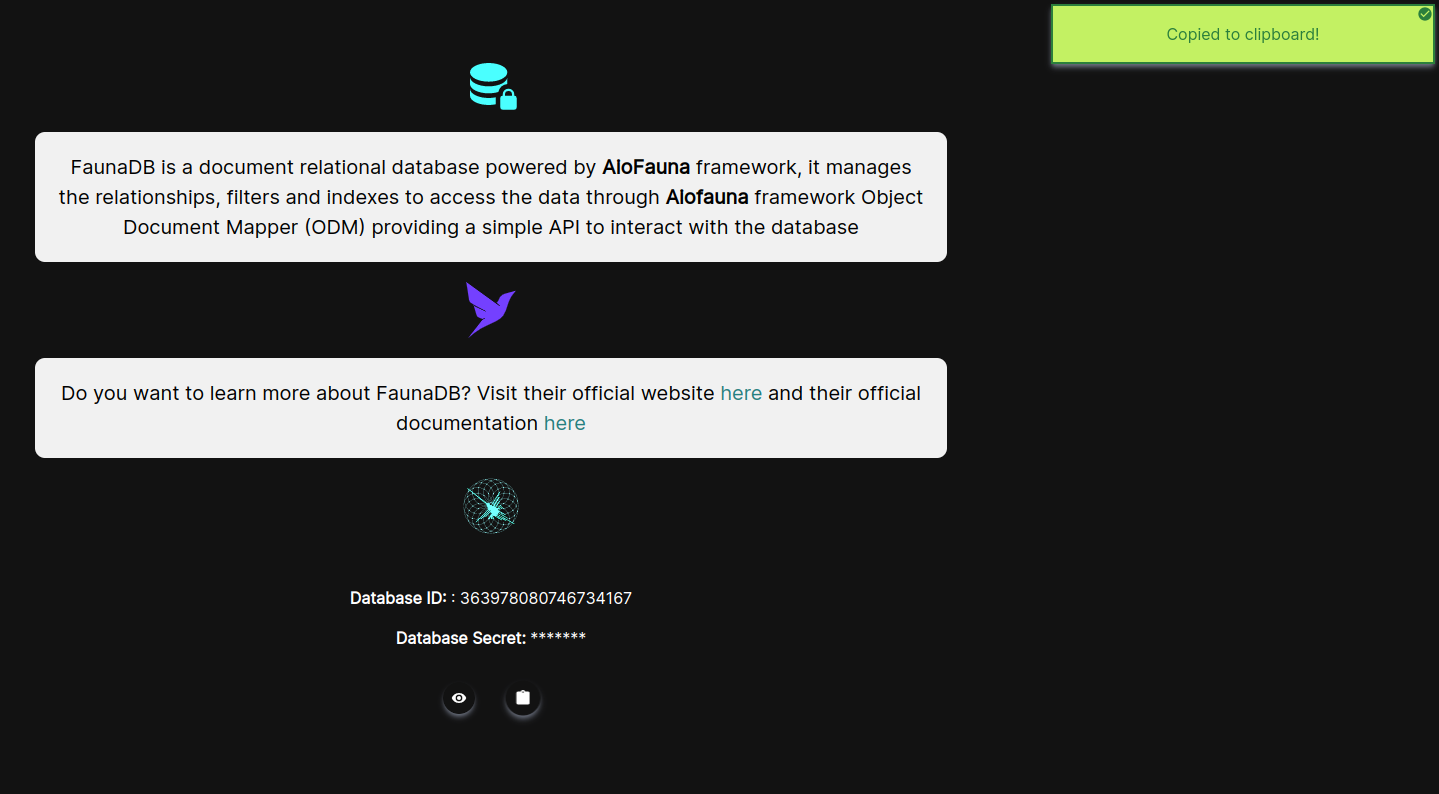 Copied to clipboard!
FaunaDB is a document relational database powered by AioFauna framework, it manages
the relationships, filters and indexes to access the data through Aiofauna framework Object
Document Mapper (ODM) providing a simple API to interact with the database
Do you want to learn more about FaunaDB? Visit their official website here and their official
documentation here
Database ID: : 363978080746734167
Database Secret: *******